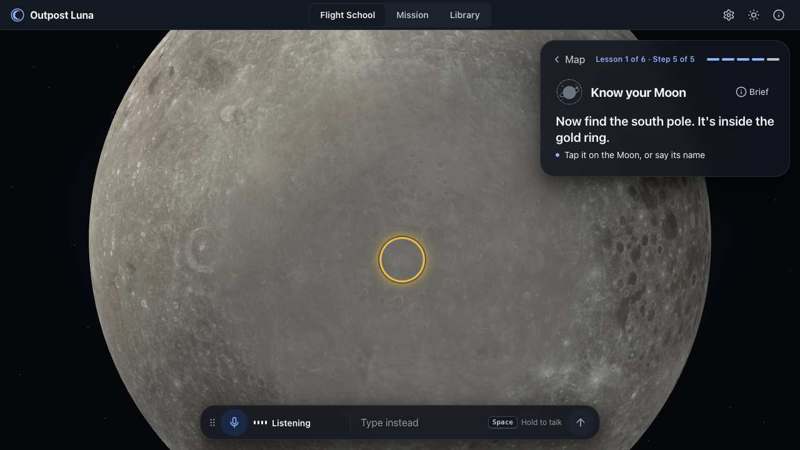 Outpost Luna
Flight School
Mission
Library
Map
Lesson 1 of 6 · Step 5 of 5
Know your Moon
Brief
Now find the south pole. It's inside the
gold ring.
Tap it on the Moon, or say its name
Listening
Type instead
Space
Hold to talk